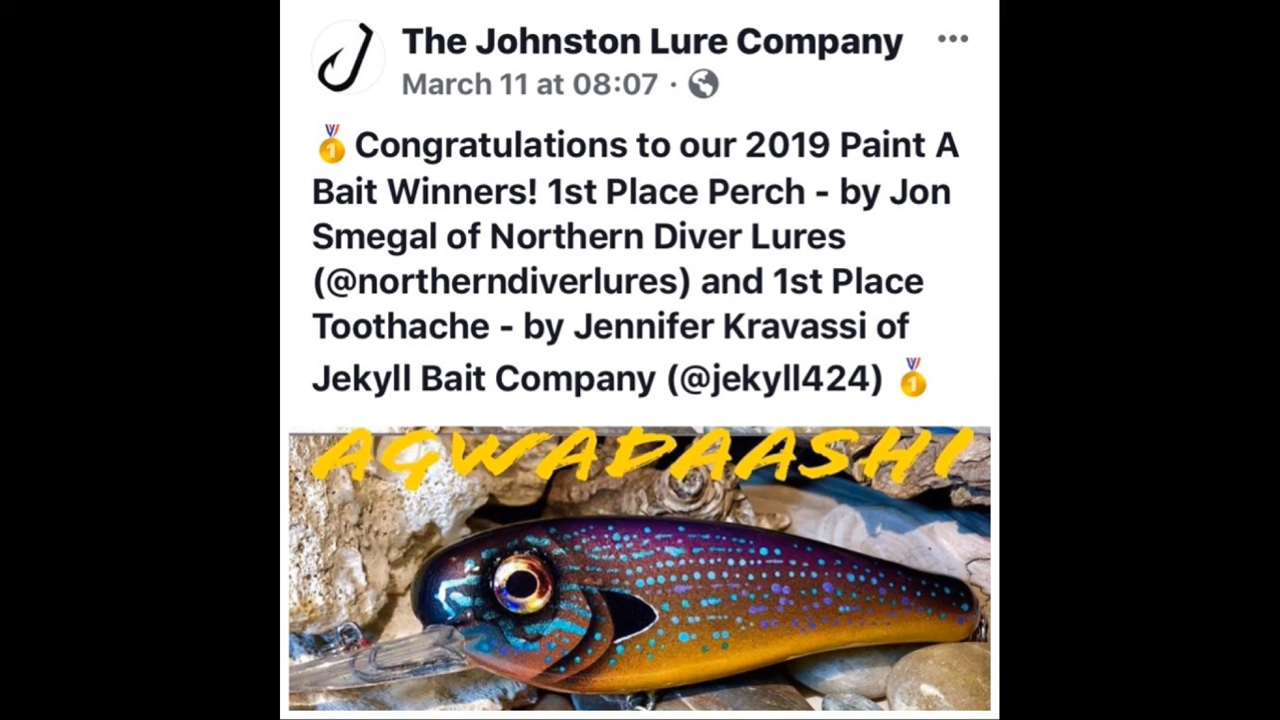 The Johnston Lure Company
March 11 at 08:07 ·
🥇Congratulations to our 2019 Paint A
Bait Winners! 1st Place Perch - by Jon
Smegal of Northern Diver Lures
(@northerndiverlures) and 1st Place
Toothache - by Jennifer Kravassi of
Jekyll Bait Company (@jekyll424) 🥇
AGWADAASHI